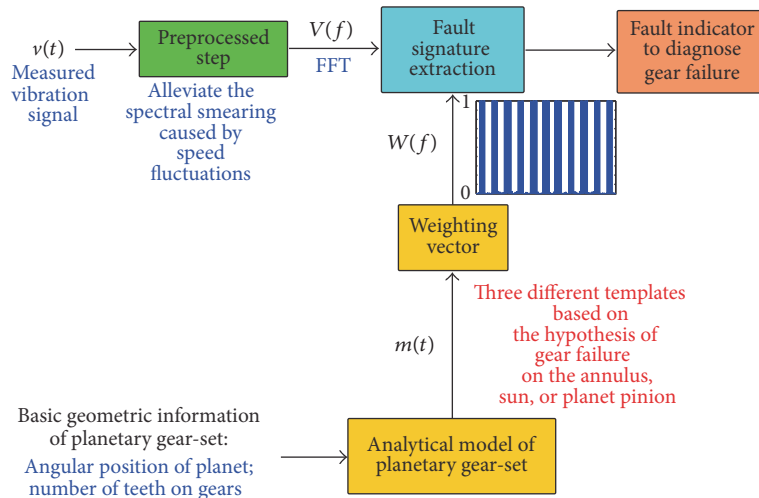 v(t)
Measured
vibration
signal
Preprocessed
step
Alleviate the
spectral smearing
caused by
speed
fluctuations
V(f)
FFT
Fault
signature
extraction
Fault indicator
to diagnose
gear failure
W(f)
1
0
Weighting
vector
m(t)
Three different templates
based on
the hypothesis of
gear failure
on the annulus,
sun, or planet pinion
Basic geometric information
of planetary gear-set:
Angular position of planet;
number of teeth on gears
Analytical model of
planetary gear-set